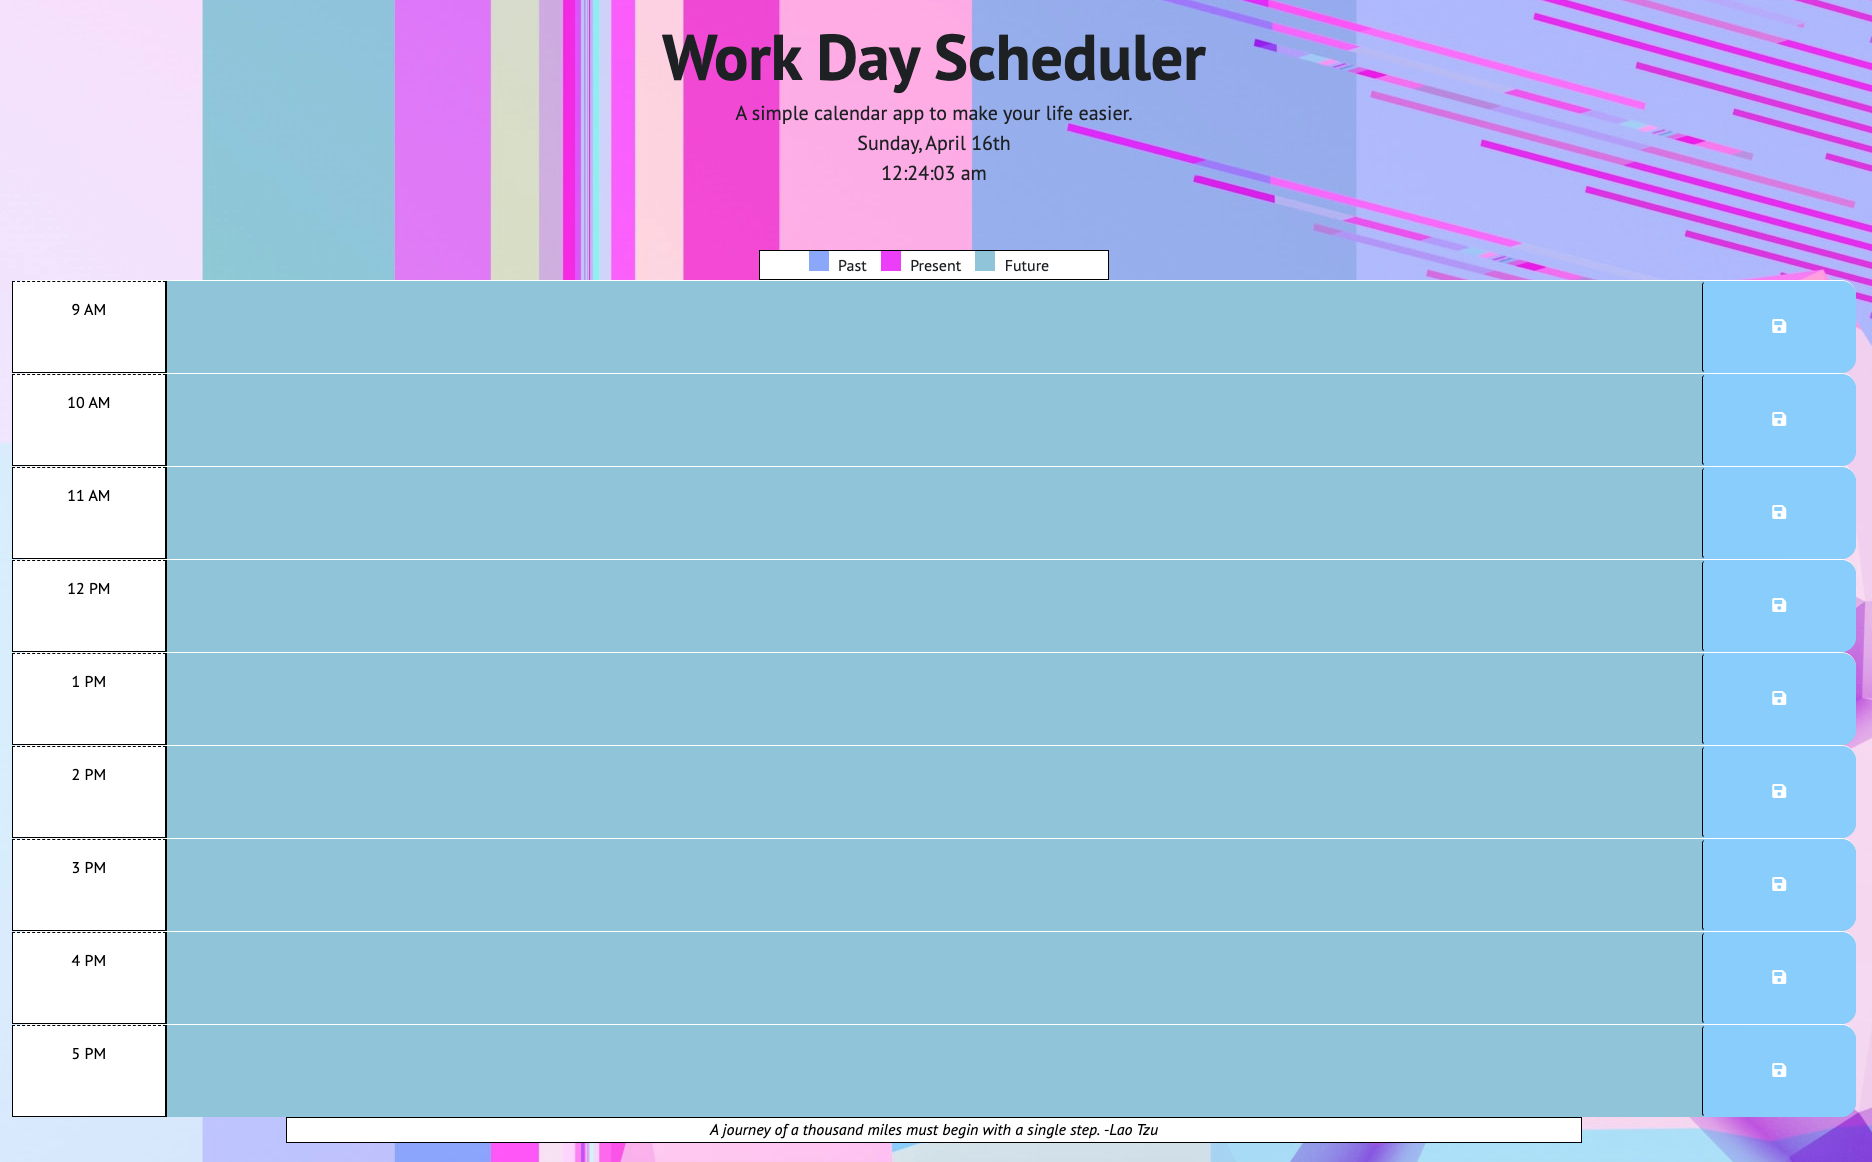 Work Day Scheduler
A simple calendar app to make your life easier.
Sunday, April 16th
12:24:03 am
Past Present Future
9 AM
10 AM
11 AM
12 PM
1 PM
2 PM
3 PM
4 PM
5 PM
A journey of a thousand miles must begin with a single step. -Lao Tzu